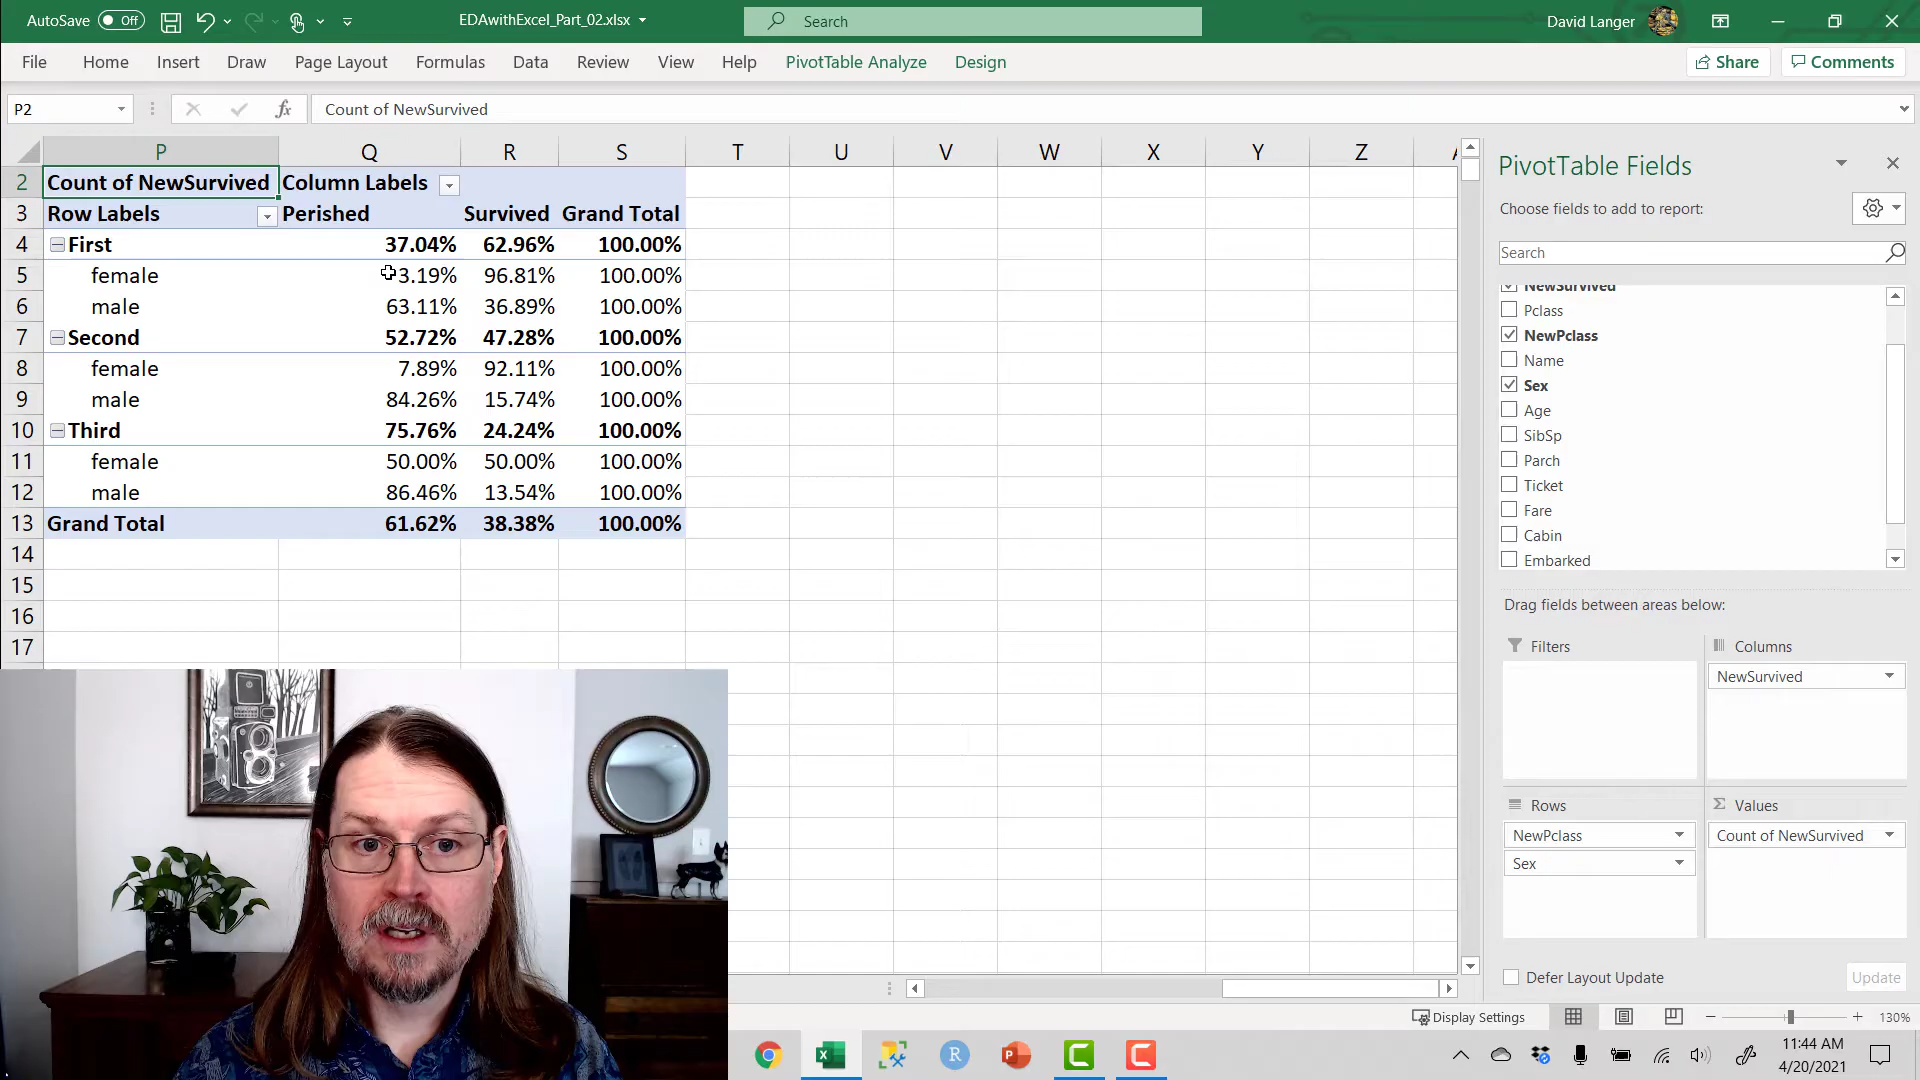 AutoSave Off
EDAwithExcel_Part_02.xlsx
Search
David Langer
File Home Insert Draw Page Layout Formulas Data Review View Help PivotTable Analyze Design Share Comments
P2 fx Count of NewSurvived
P Q R S T U V W X Y Z
2 Count of NewSurvived Column Labels
3 Row Labels Perished Survived Grand Total
4 First 37.04% 62.96% 100.00%
5 female 3.19% 96.81% 100.00%
6 male 63.11% 36.89% 100.00%
7 Second 52.72% 47.28% 100.00%
8 female 7.89% 92.11% 100.00%
9 male 84.26% 15.74% 100.00%
10 Third 75.76% 24.24% 100.00%
11 female 50.00% 50.00% 100.00%
12 male 86.46% 13.54% 100.00%
13 Grand Total 61.62% 38.38% 100.00%
14
15
16
17
PivotTable Fields
Choose fields to add to report:
Search
NewSurvived
Pclass
NewPclass
Name
Sex
Age
SibSp
Parch
Ticket
Fare
Cabin
Embarked
Drag fields between areas below:
Filters
Columns
NewSurvived
Rows
NewPclass
Sex
Values
Count of NewSurvived
Defer Layout Update
Update
Display Settings
130%
11:44 AM
4/20/2021